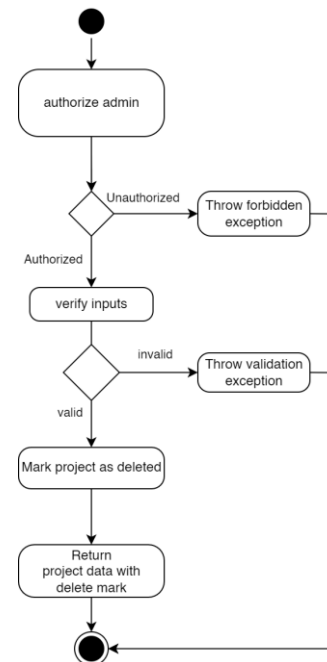 authorize admin
Unauthorized
Throw forbidden
exception
Authorized
verify inputs
invalid
Throw validation
exception
valid
Mark project as deleted
Return
project data with
delete mark